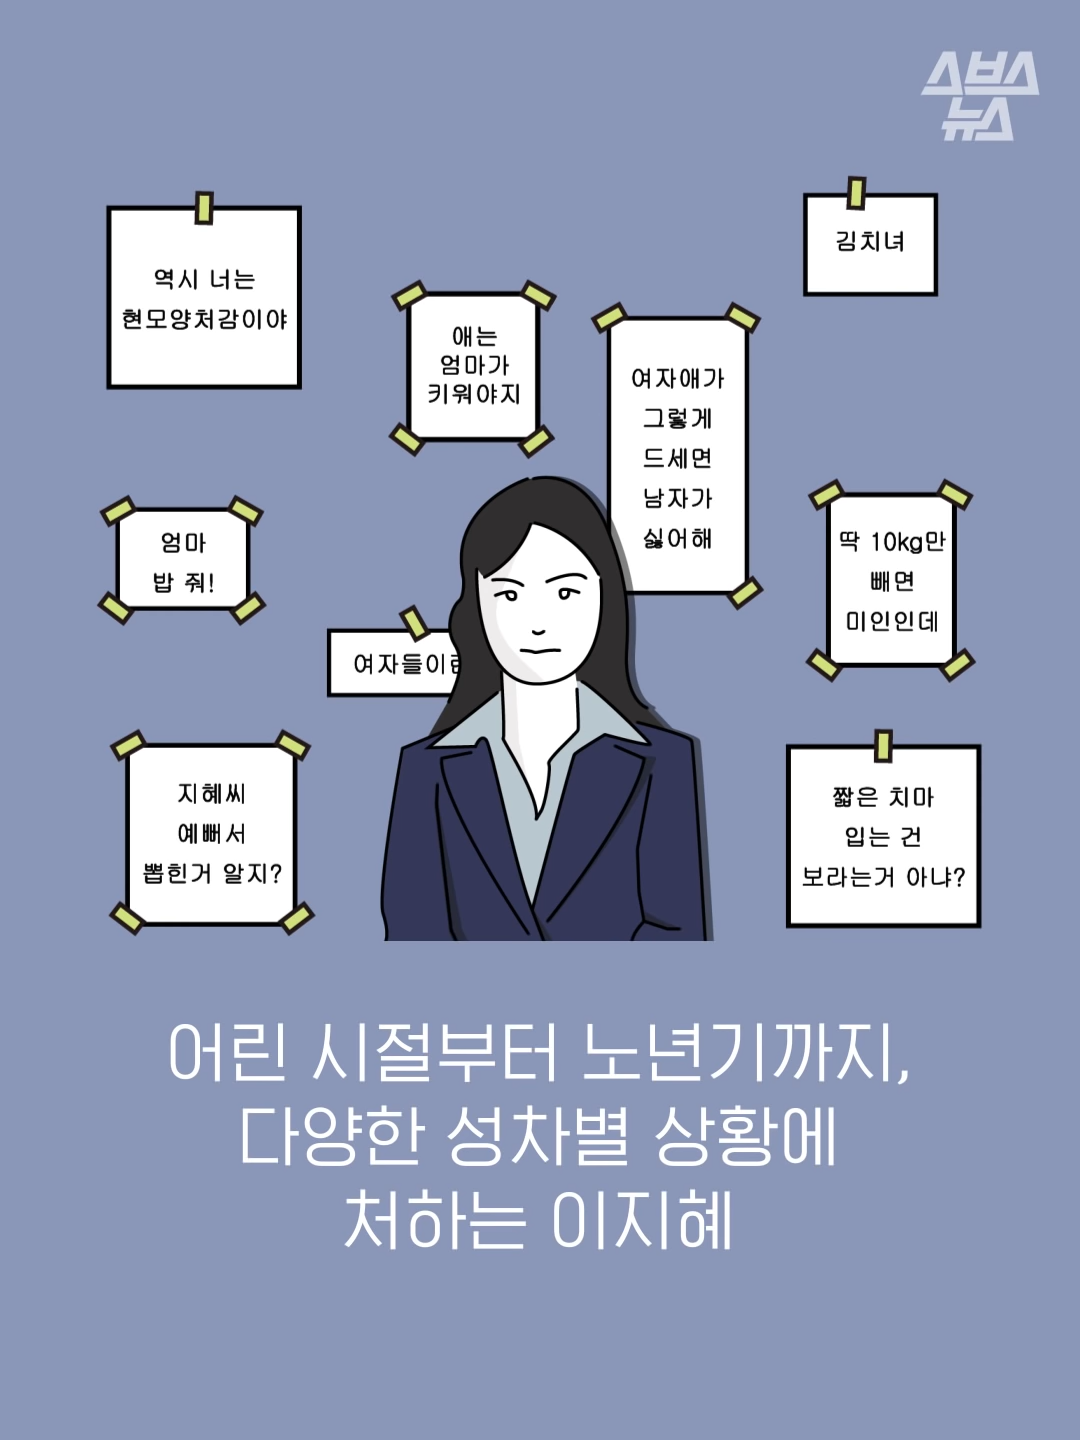 스브스
뉴스
역시 너는
현모양처감이야
애는
엄마가
키워야지
여자애가
그렇게
드세면
남자가
싫어해
김치녀
엄마
밥 줘!
여자들이란
딱 10kg만
빼면
미인인데
지혜씨
예뻐서
뽑힌거 알지?
짧은 치마
입는 건
보라는거 아냐?
어린 시절부터 노년기까지,
다양한 성차별 상황에
처하는 이지혜